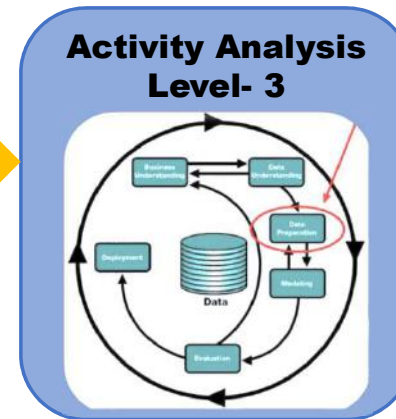 Activity Analysis
Level- 3
Business
Understanding
Data
Understanding
Data
Preparation
Deployment
Modeling
Data
Evaluation